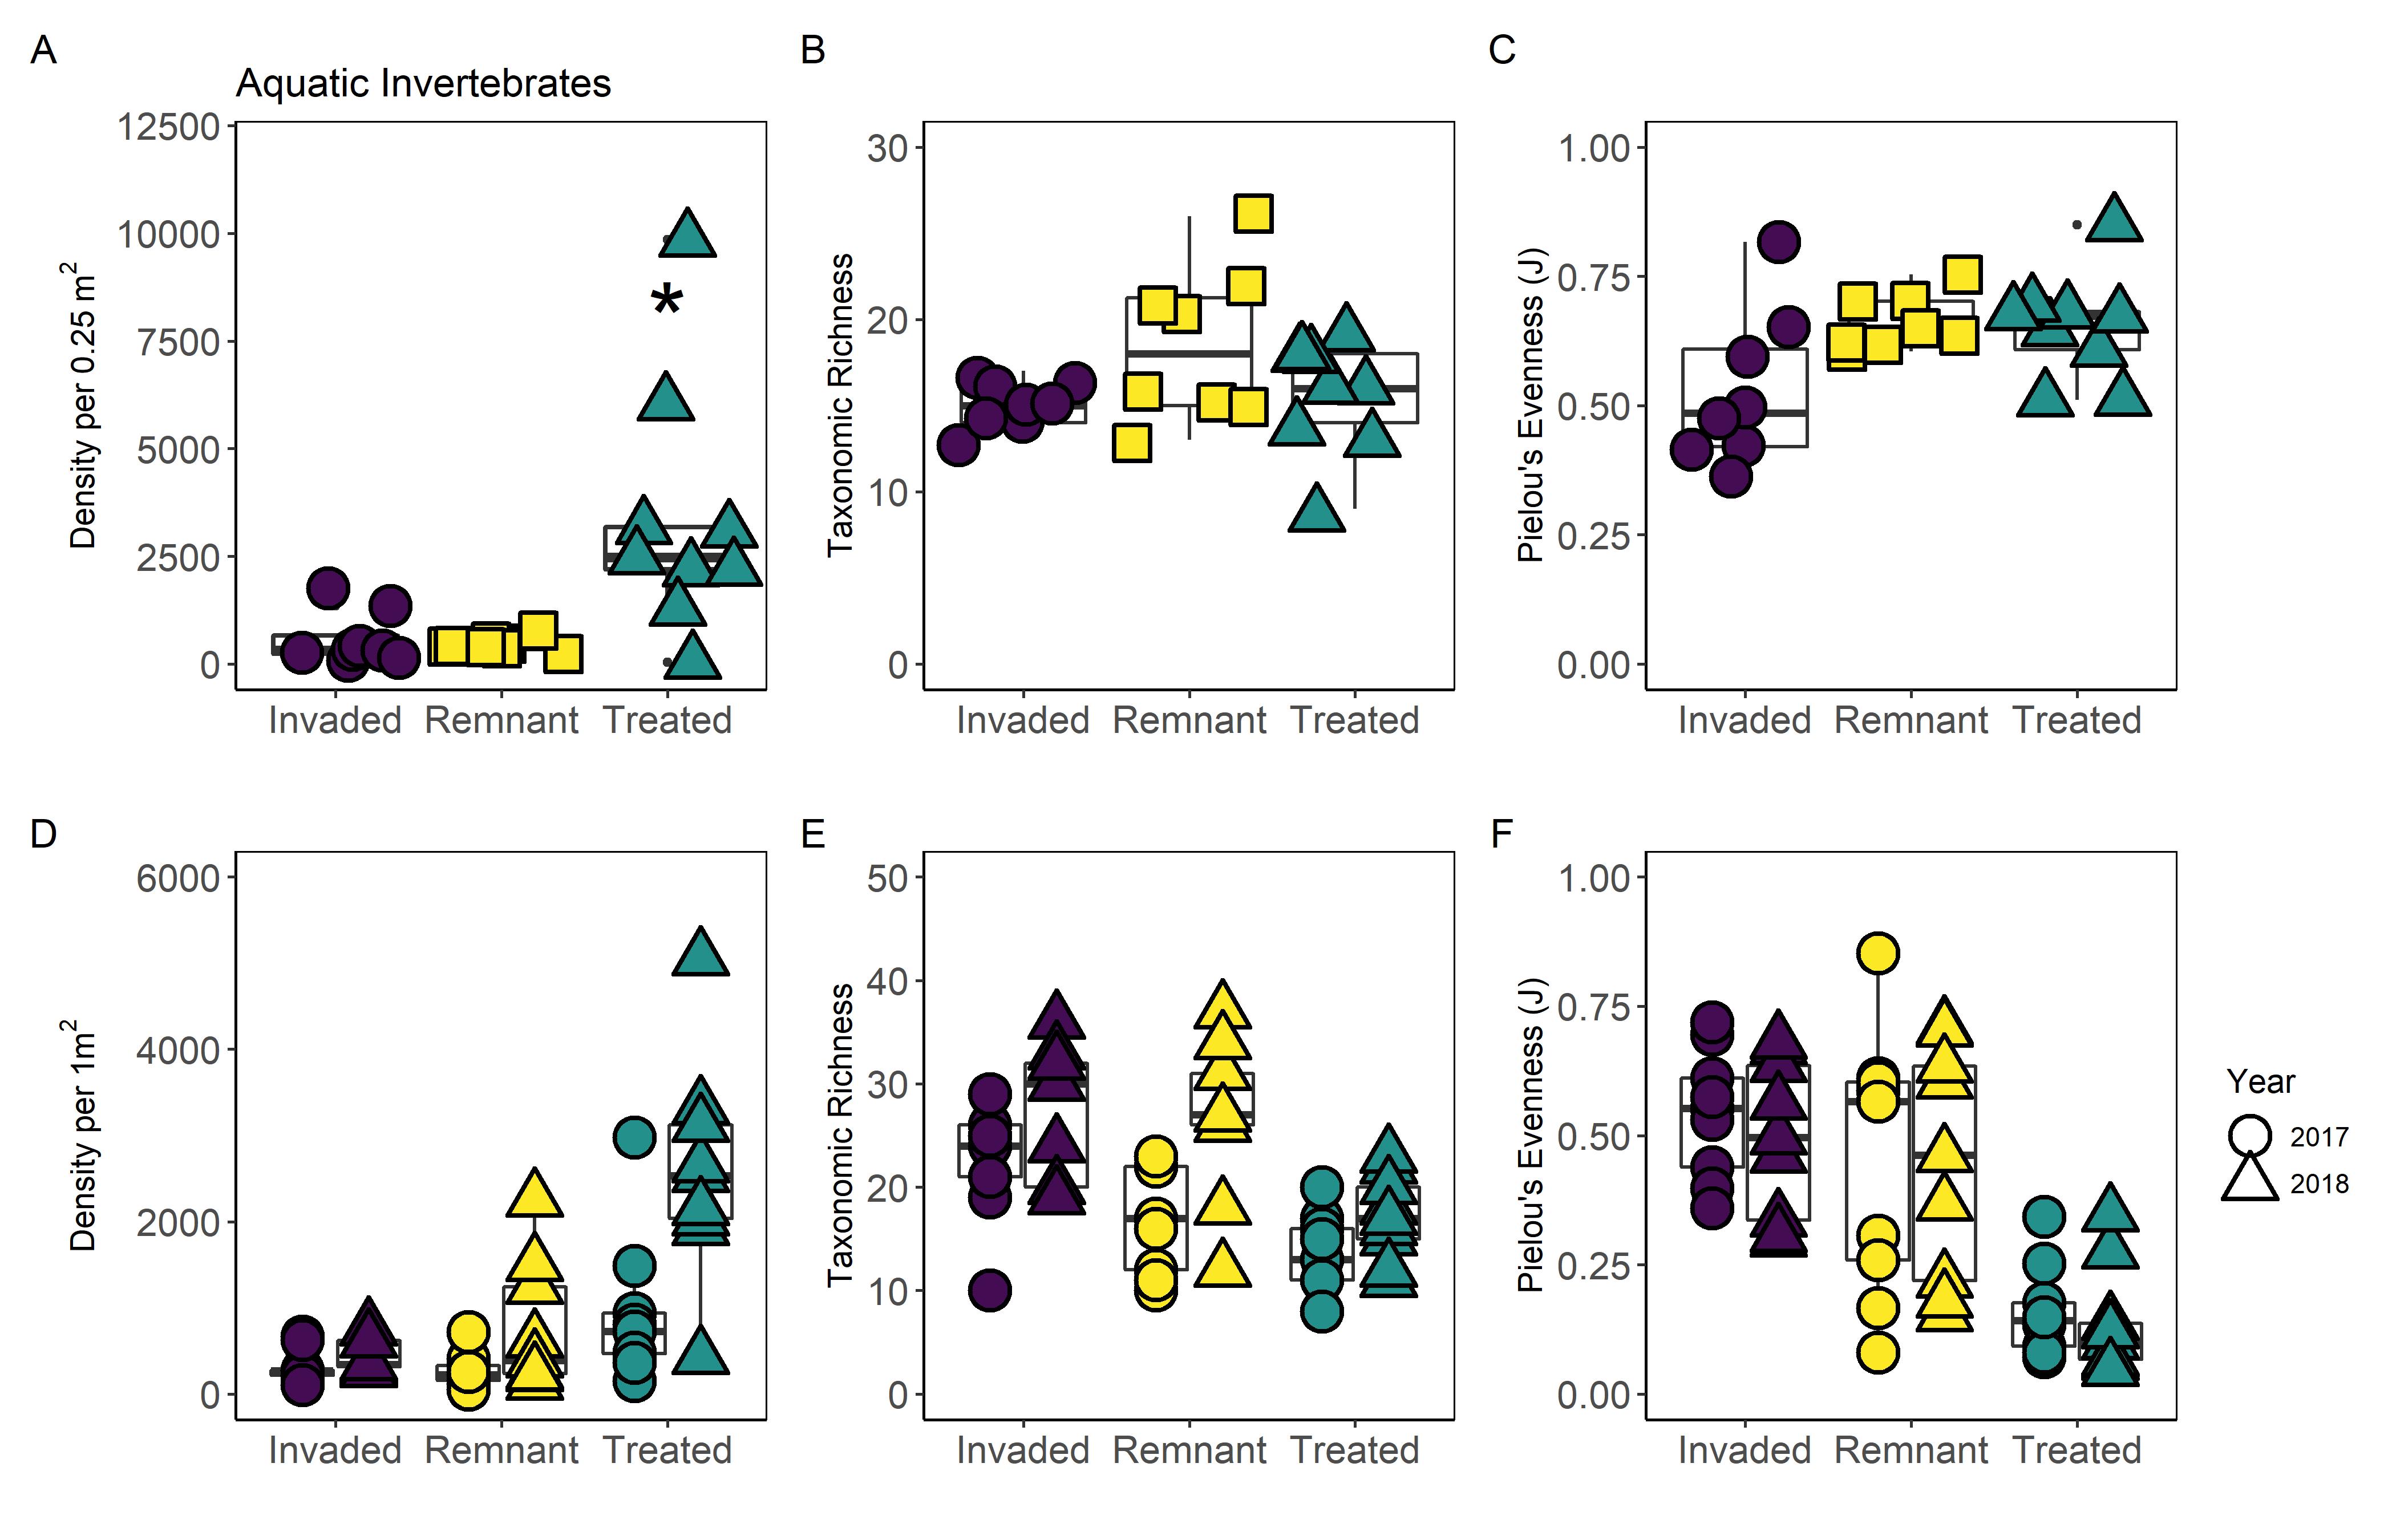 A
B
C
Aquatic Invertebrates
12500
10000
7500
5000
2500
0
Density per 0.25 m²
*
Invaded Remnant Treated
30
20
10
0
Taxonomic Richness
Invaded Remnant Treated
1.00
0.75
0.50
0.25
0.00
Pielou's Evenness (J)
Invaded Remnant Treated
D
E
F
6000
4000
2000
0
Density per 1m²
Invaded Remnant Treated
50
40
30
20
10
0
Taxonomic Richness
Invaded Remnant Treated
1.00
0.75
0.50
0.25
0.00
Pielou's Evenness (J)
Invaded Remnant Treated
Year
2017
2018